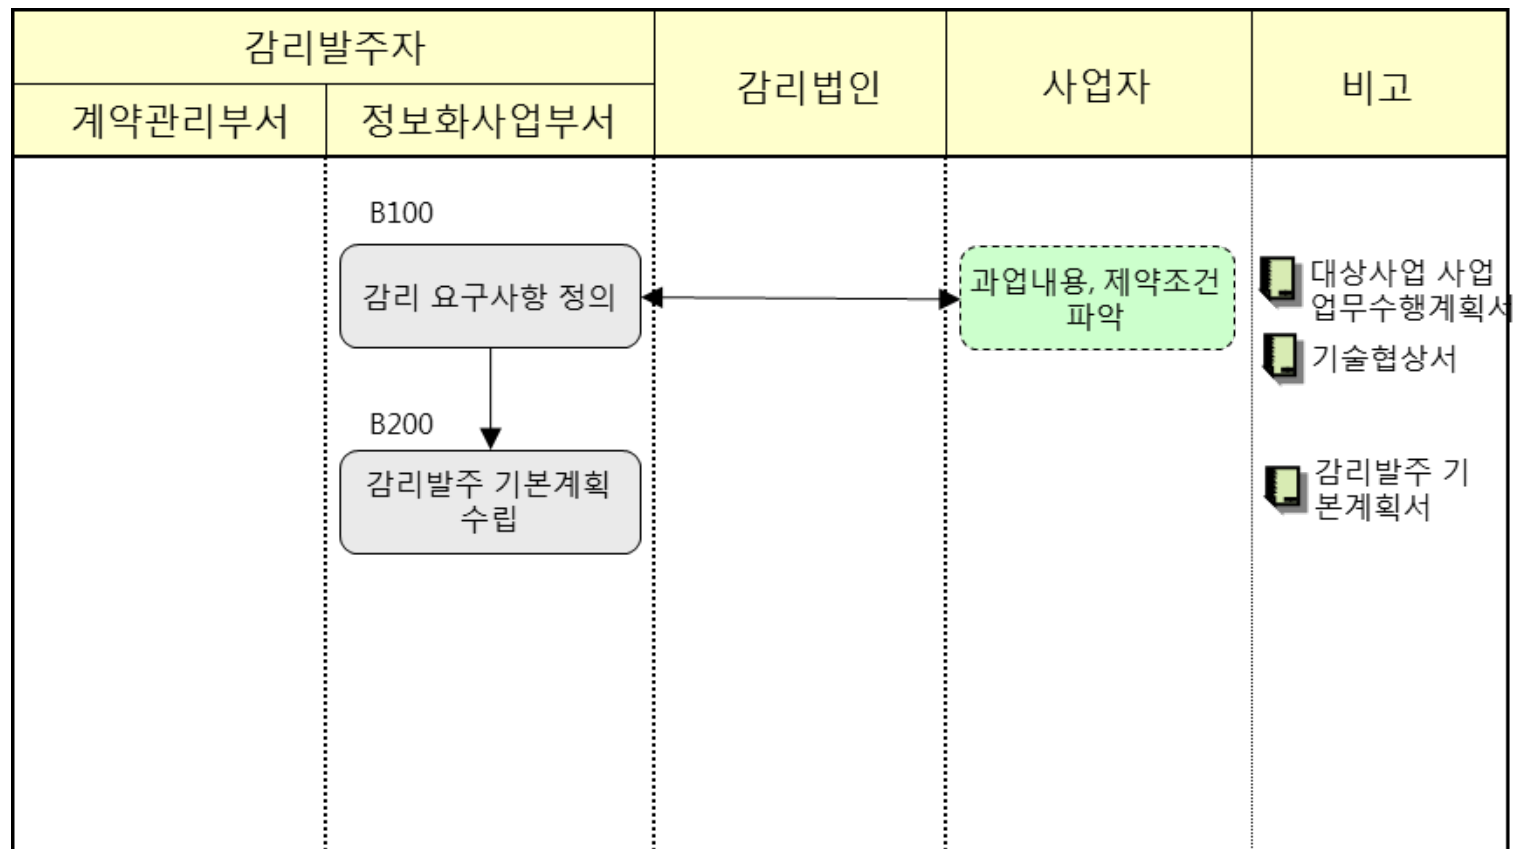 감리발주자
계약관리부서
정보화사업부서
감리법인
사업자
비고
B100
감리 요구사항 정의
과업내용, 제약조건
파악
대상사업 사업
업무수행계획서
기술협상서
B200
감리발주 기본계획
수립
감리발주 기
본계획서